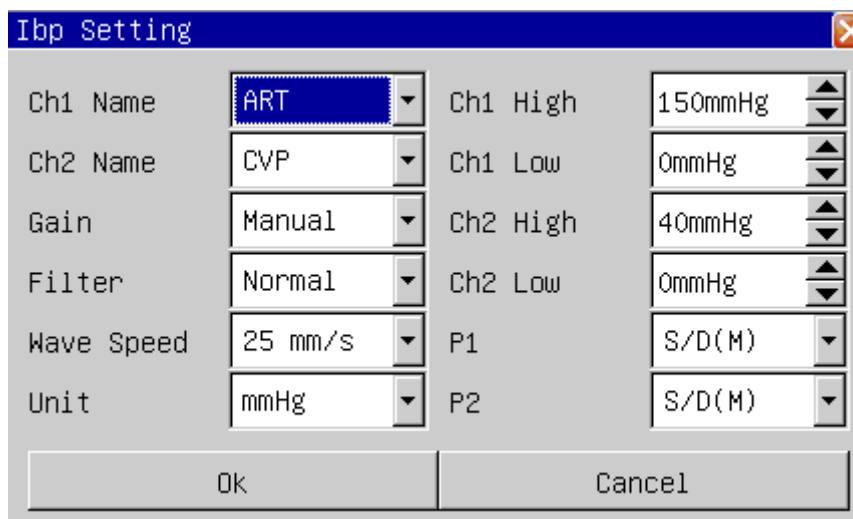 Ibp Setting
Ch1 Name ART Ch1 High 150mmHg
Ch2 Name CVP Ch1 Low 0mmHg
Gain Manual Ch2 High 40mmHg
Filter Normal Ch2 Low 0mmHg
Wave Speed 25 mm/s P1 S/D(M)
Unit mmHg P2 S/D(M)
Ok Cancel